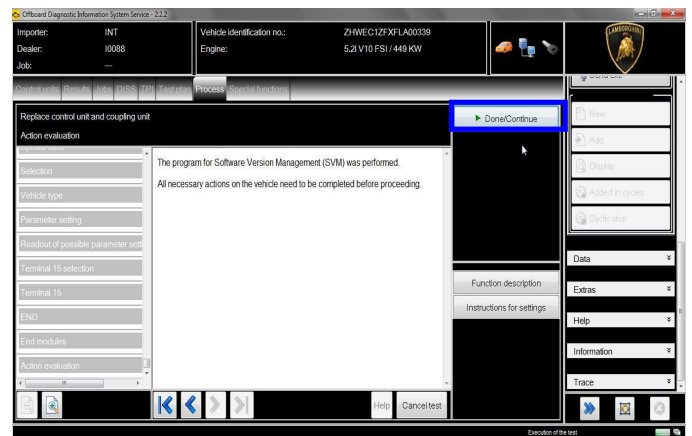 Offboard Diagnostic Information System Service - 2.2.2
Importer: INT
Dealer: I0088
Job: ---
Vehicle identification no.: ZHWEC1ZFXFLA00339
Engine: 5.2l V10 FSI / 449 KW
LAMBORGHINI
Control units Results Jobs DISS TPI Test plan Process Special functions
Replace control unit and coupling unit
Action evaluation
Done/Continue
Selection
Vehicle type
Parameter setting
Readout of possible parameter sett
Terminal 15 selection
Terminal 15
END
End modules
Action evaluation
The program for Software Version Management (SVM) was performed.
All necessary actions on the vehicle need to be completed before proceeding.
Function description
Instructions for settings
Help Cancel test
New
Add
Display
Added in cycles
Cyclic stop
Data
Extras
Help
Information
Trace
Execution of the test